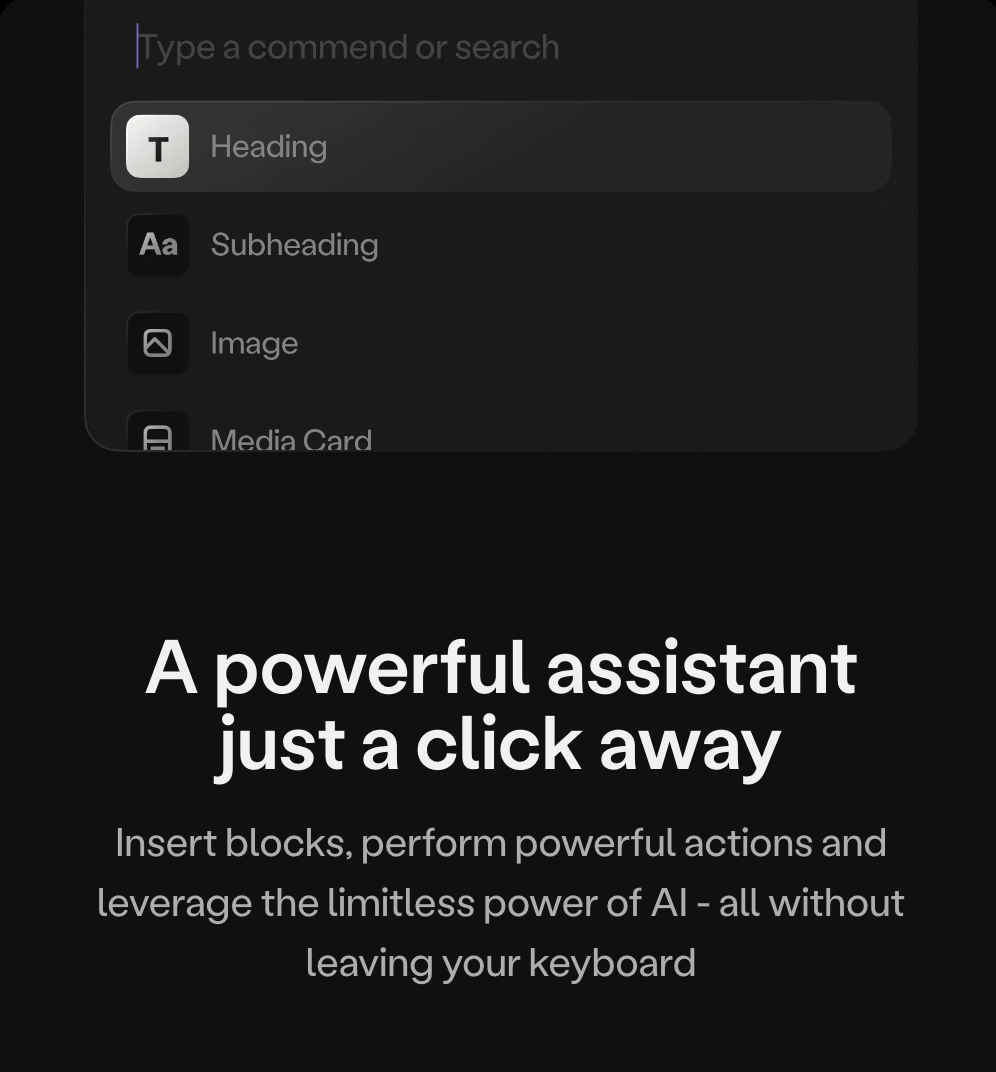 Type a commend or search
T Heading
Aa Subheading
Image
Media Card
A powerful assistant
just a click away
Insert blocks, perform powerful actions and
leverage the limitless power of AI - all without
leaving your keyboard